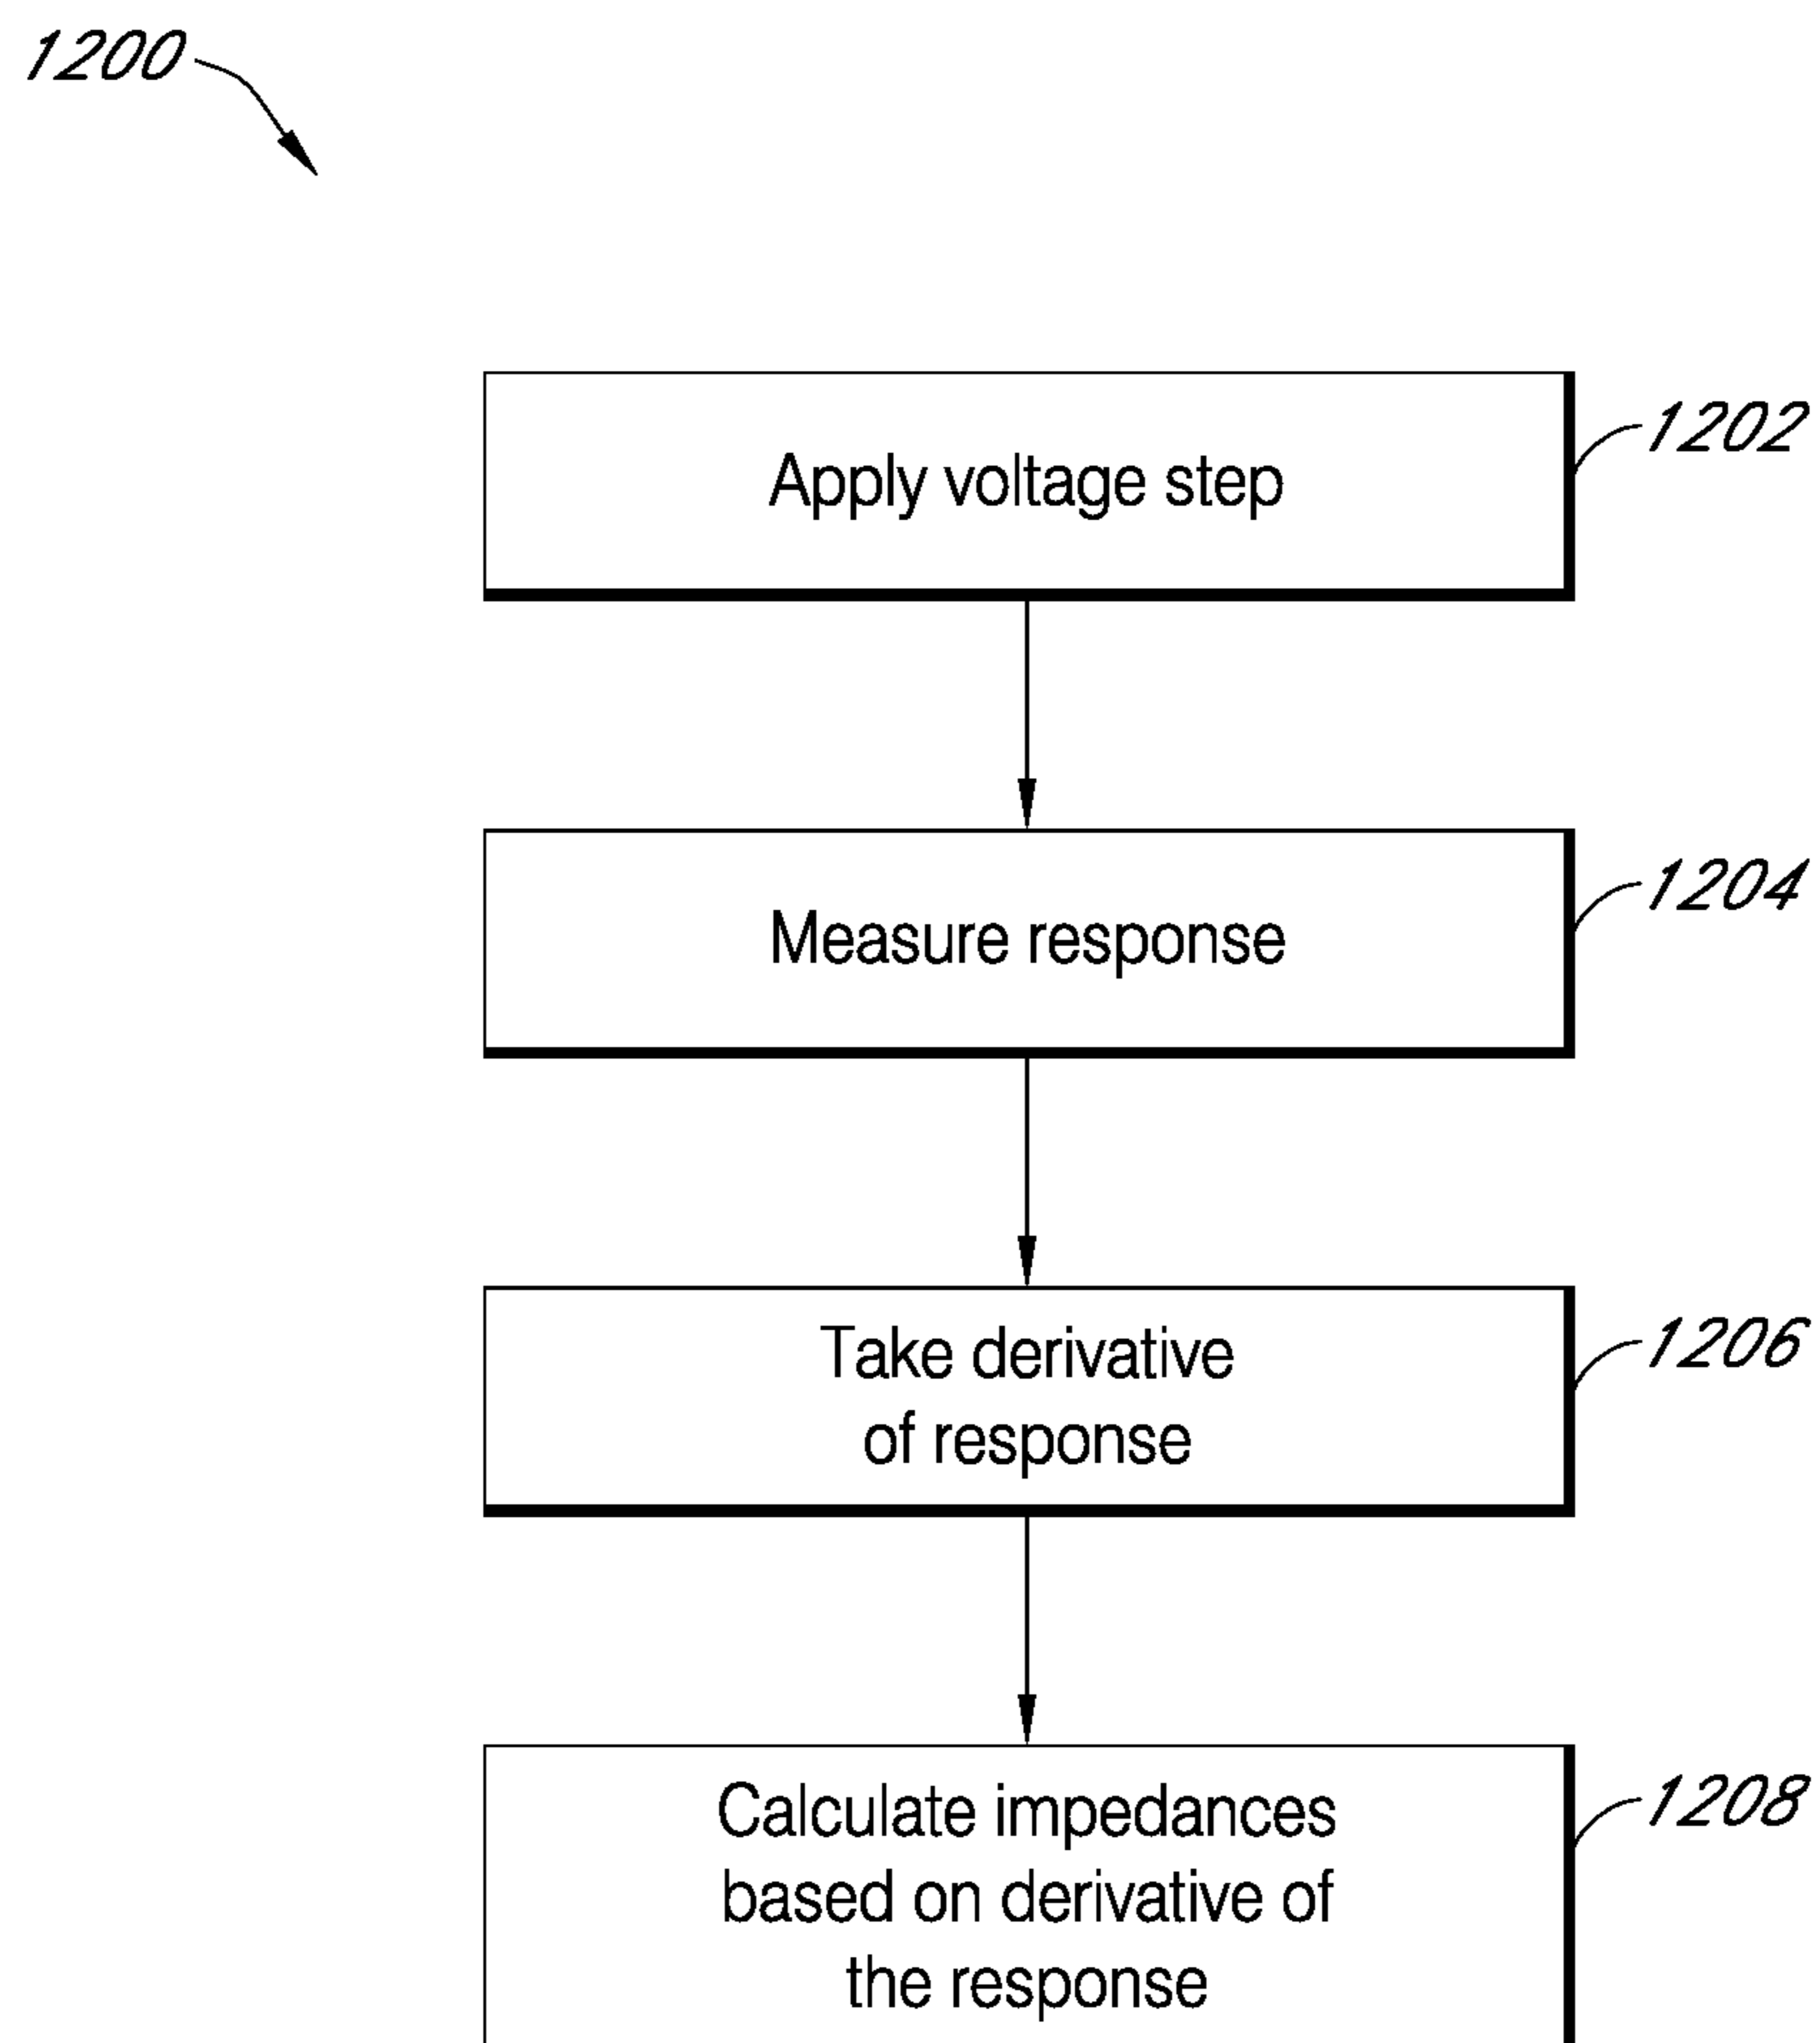 1200
Apply voltage step
1202
Measure response
1204
Take derivative
of response
1206
Calculate impedances
based on derivative of
the response
1208